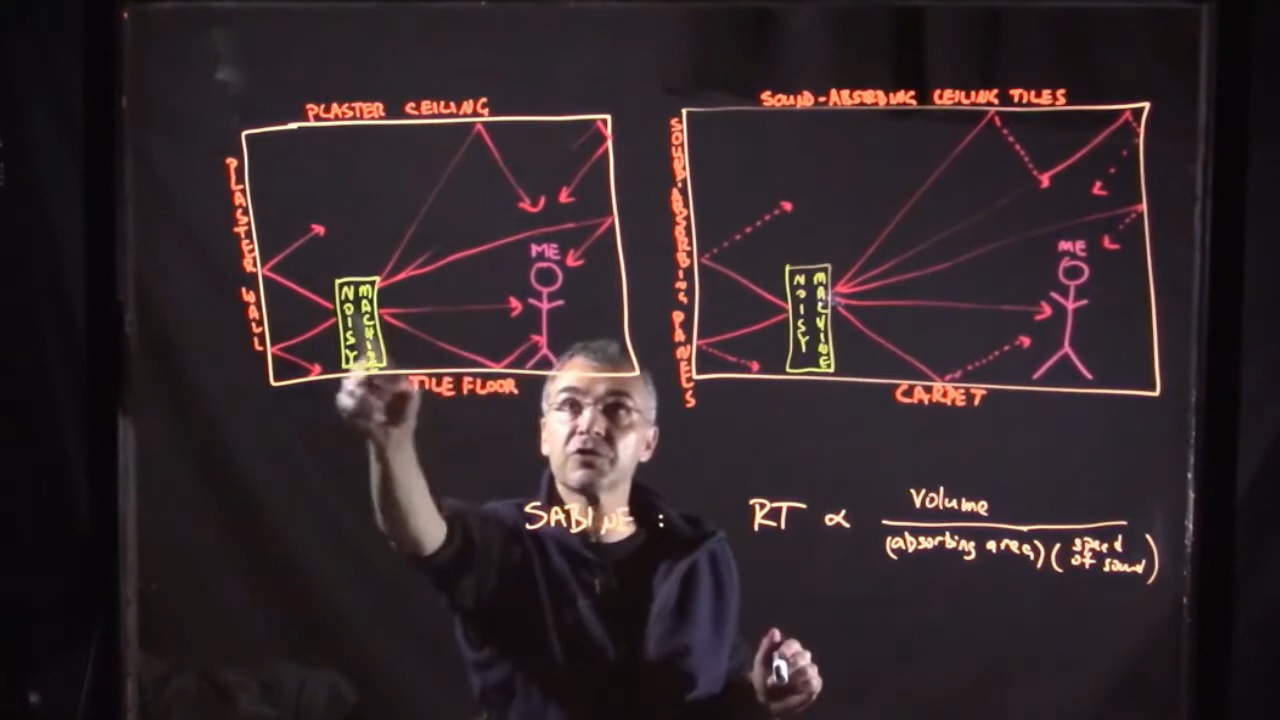 PLASTER CEILING
PLASTER WALL
NOISY
MACHINE
ME
TILE FLOOR
SOUND-ABSORBING CEILING TILES
SOUND-ABSORBING PANELS
NOISY
MACHINE
ME
CARPET
SABINE:
RT ∝
Volume
(absorbing area) (speed of sound)